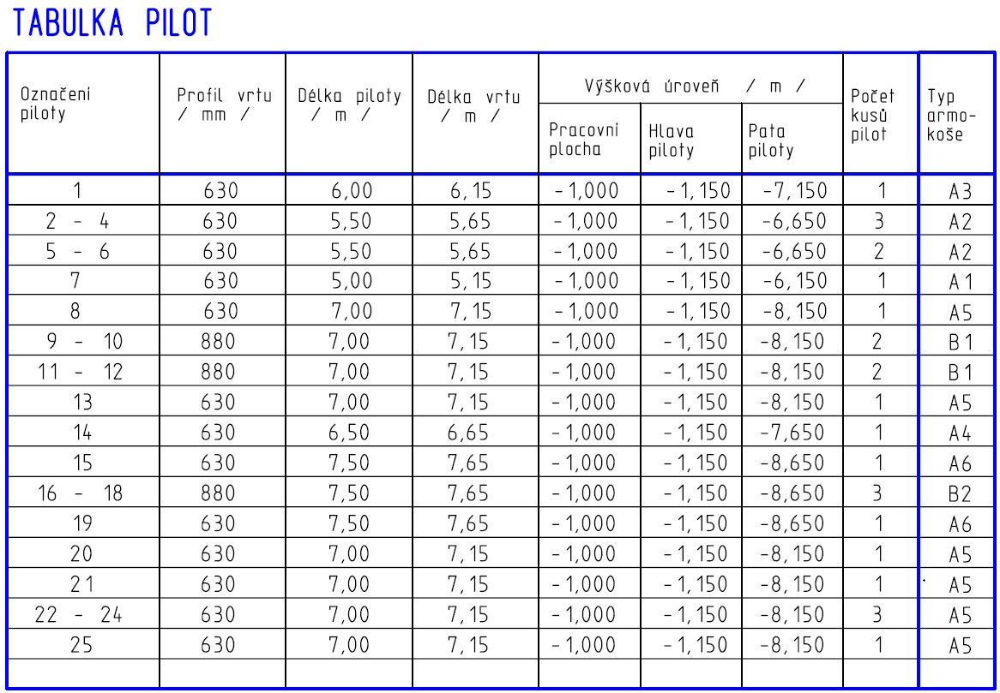 TABULKA PILOT
Označení piloty
Profil vrtu / mm /
Délka piloty / m /
Délka vrtu / m /
Výšková úroveň / m /
Pracovní plocha
Hlava piloty
Pata piloty
Počet kusů pilot
Typ armo-koše
1 630 6,00 6,15 -1,000 -1,150 -7,150 1 A3
2 - 4 630 5,50 5,65 -1,000 -1,150 -6,650 3 A2
5 - 6 630 5,50 5,65 -1,000 -1,150 -6,650 2 A2
7 630 5,00 5,15 -1,000 -1,150 -6,150 1 A1
8 630 7,00 7,15 -1,000 -1,150 -8,150 1 A5
9 - 10 880 7,00 7,15 -1,000 -1,150 -8,150 2 B1
11 - 12 880 7,00 7,15 -1,000 -1,150 -8,150 2 B1
13 630 7,00 7,15 -1,000 -1,150 -8,150 1 A5
14 630 6,50 6,65 -1,000 -1,150 -7,650 1 A4
15 630 7,50 7,65 -1,000 -1,150 -8,650 1 A6
16 - 18 880 7,50 7,65 -1,000 -1,150 -8,650 3 B2
19 630 7,50 7,65 -1,000 -1,150 -8,650 1 A6
20 630 7,00 7,15 -1,000 -1,150 -8,150 1 A5
21 630 7,00 7,15 -1,000 -1,150 -8,150 1 A5
22 - 24 630 7,00 7,15 -1,000 -1,150 -8,150 3 A5
25 630 7,00 7,15 -1,000 -1,150 -8,150 1 A5